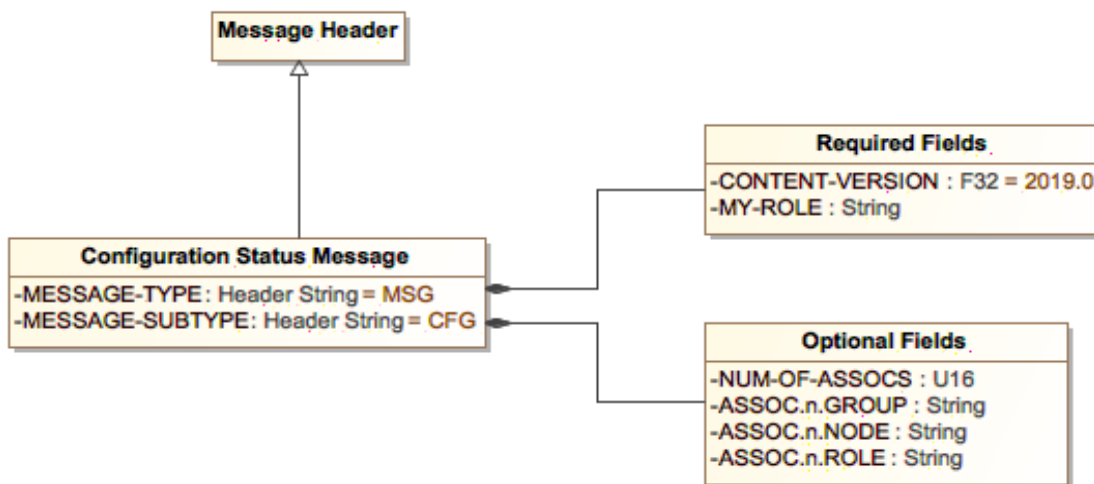 Message Header
Required Fields
-CONTENT-VERSION : F32 = 2019.0
-MY-ROLE : String
Configuration Status Message
-MESSAGE-TYPE: Header String = MSG
-MESSAGE-SUBTYPE: Header String = CFG
Optional Fields
-NUM-OF-ASSOCS : U16
-ASSOC.n.GROUP : String
-ASSOC.n.NODE : String
-ASSOC.n.ROLE : String